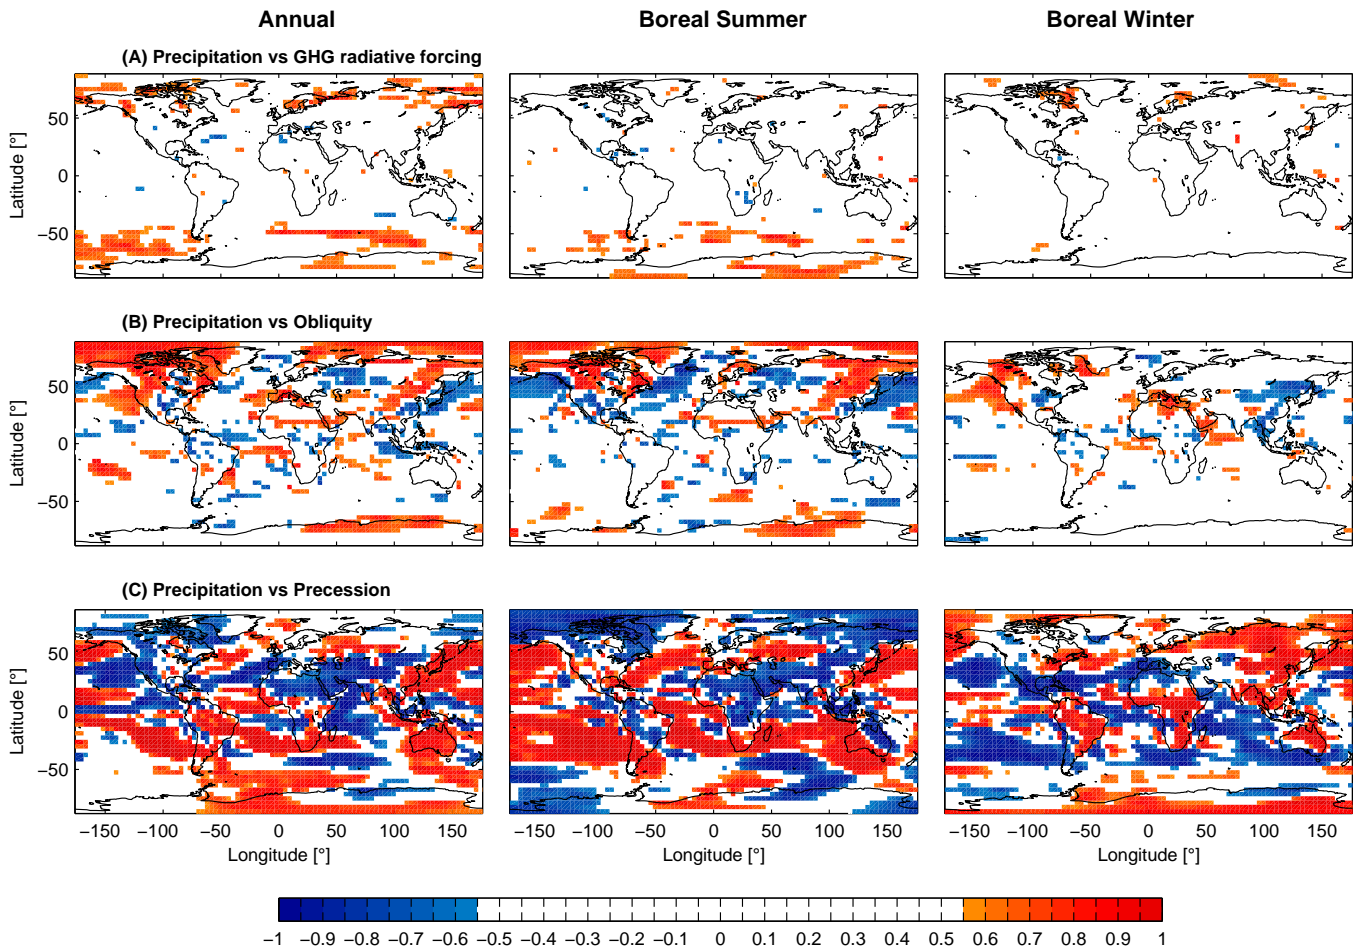 Annual Boreal Summer Boreal Winter
(A) Precipitation vs GHG radiative forcing
Latitude [°]
50
0
−50
(B) Precipitation vs Obliquity
Latitude [°]
50
0
−50
(C) Precipitation vs Precession
Latitude [°]
50
0
−50
−150 −100 −50 0 50 100 150 −150 −100 −50 0 50 100 150 −150 −100 −50 0 50 100 150
Longitude [°] Longitude [°] Longitude [°]
−1 −0.9 −0.8 −0.7 −0.6 −0.5 −0.4 −0.3 −0.2 −0.1 0 0.1 0.2 0.3 0.4 0.5 0.6 0.7 0.8 0.9 1